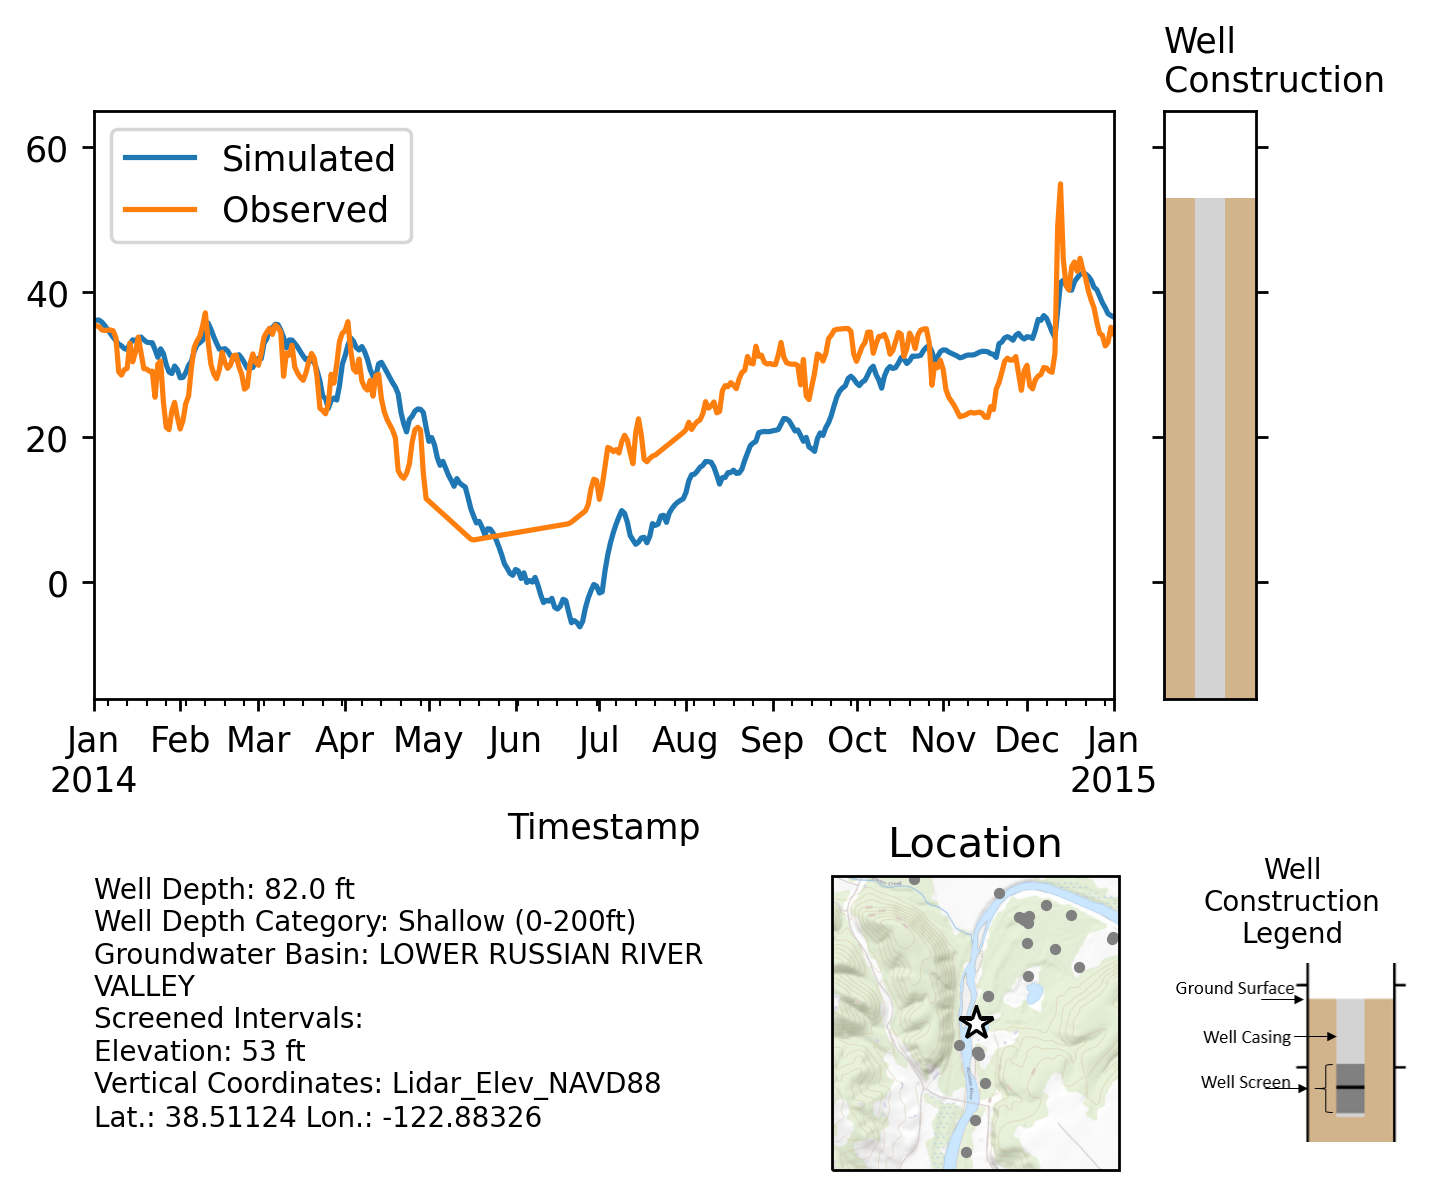 Well
Construction
60
40
20
0
Simulated
Observed
Jan
2014
Feb
Mar
Apr
May
Jun
Jul
Aug
Sep
Oct
Nov
Dec
Jan
2015
Timestamp
Well Depth: 82.0 ft
Well Depth Category: Shallow (0-200ft)
Groundwater Basin: LOWER RUSSIAN RIVER
VALLEY
Screened Intervals:
Elevation: 53 ft
Vertical Coordinates: Lidar_Elev_NAVD88
Lat.: 38.51124 Lon.: -122.88326
Location
Well
Construction
Legend
Ground Surface
Well Casing
Well Screen